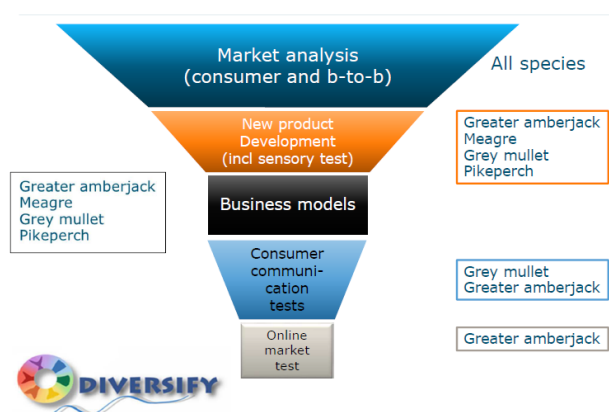 Market analysis
(consumer and b-to-b)
All species
New product
Development
(incl sensory test)
Greater amberjack
Meagre
Grey mullet
Pikeperch
Greater amberjack
Meagre
Grey mullet
Pikeperch
Business models
Consumer
communi-
cation
tests
Grey mullet
Greater amberjack
Online
market
test
Greater amberjack
DIVERSIFY